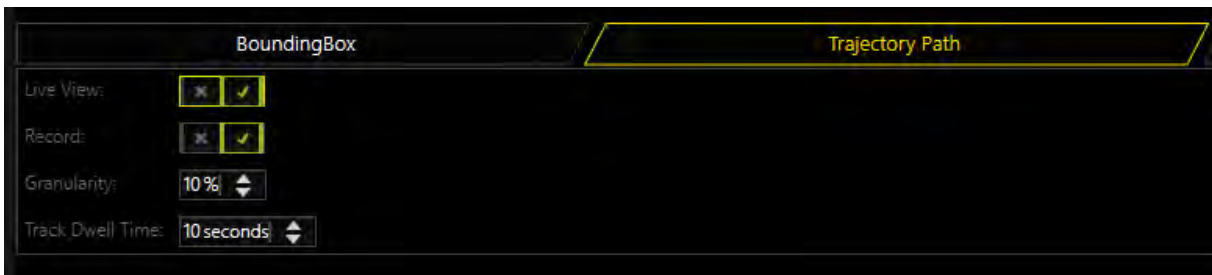 BoundingBox Trajectory Path
Live View:
Record:
Granularity: 10 %
Track Dwell Time: 10 seconds